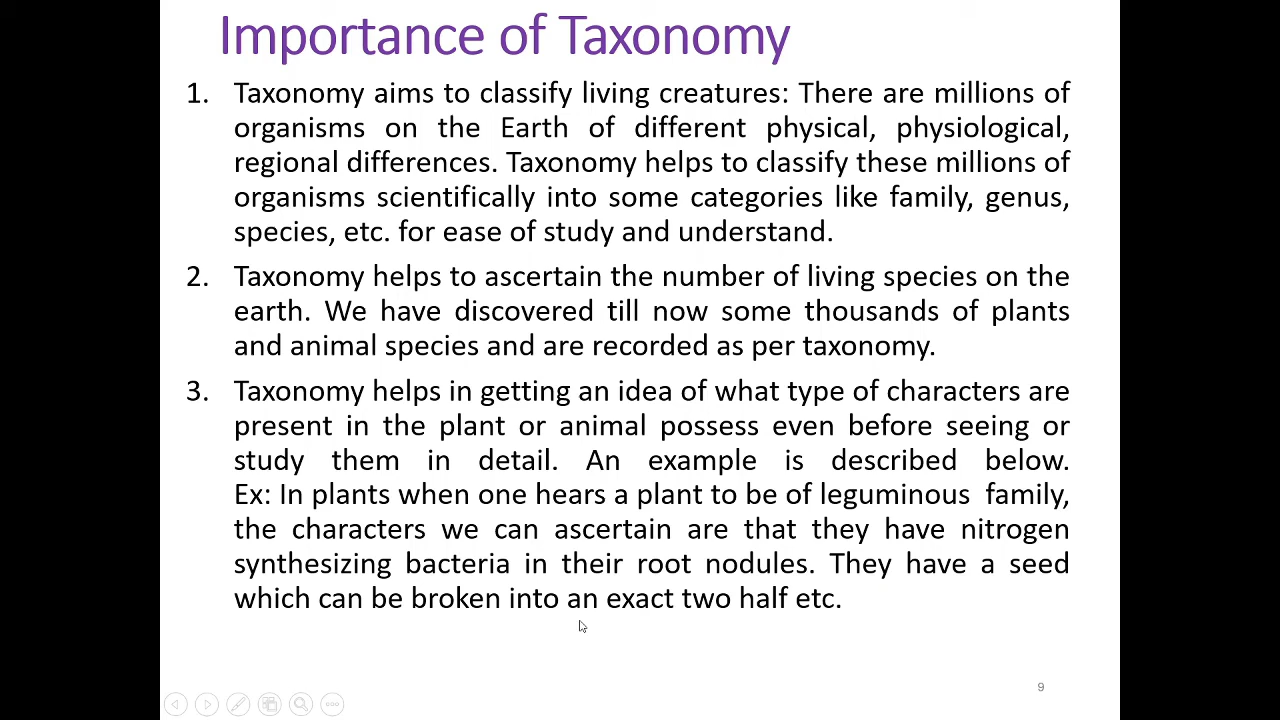 Importance of Taxonomy
1. Taxonomy aims to classify living creatures: There are millions of
organisms on the Earth of different physical, physiological,
regional differences. Taxonomy helps to classify these millions of
organisms scientifically into some categories like family, genus,
species, etc. for ease of study and understand.
2. Taxonomy helps to ascertain the number of living species on the
earth. We have discovered till now some thousands of plants
and animal species and are recorded as per taxonomy.
3. Taxonomy helps in getting an idea of what type of characters are
present in the plant or animal possess even before seeing or
study them in detail. An example is described below.
Ex: In plants when one hears a plant to be of leguminous family,
the characters we can ascertain are that they have nitrogen
synthesizing bacteria in their root nodules. They have a seed
which can be broken into an exact two half etc.
9